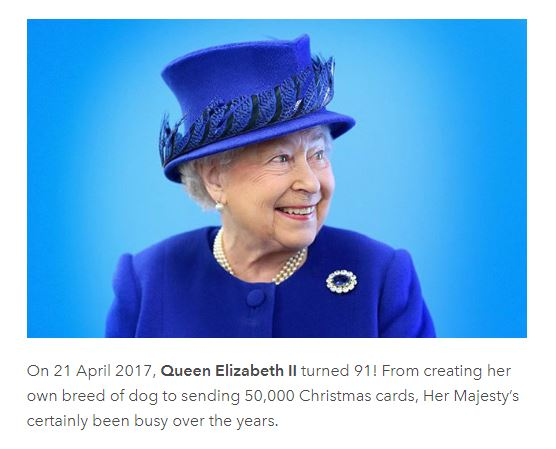 On 21 April 2017, Queen Elizabeth II turned 91! From creating her
own breed of dog to sending 50,000 Christmas cards, Her Majesty’s
certainly been busy over the years.